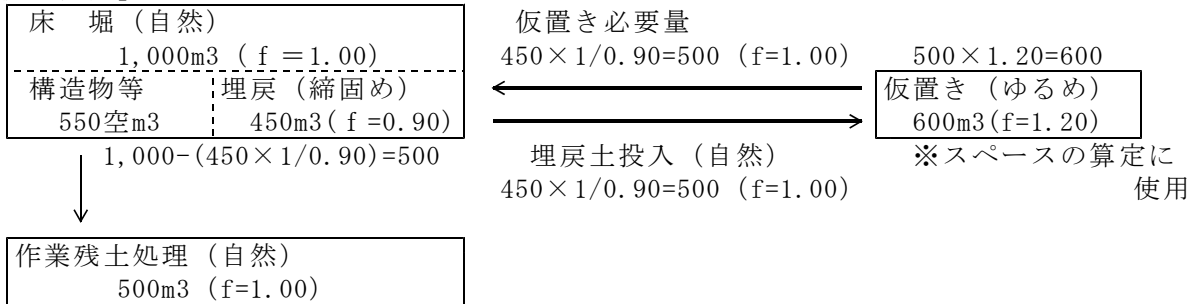 床　堀（自然）
1,000m3（ｆ＝1.00）
構造物等
550空m3
埋戻（締固め）
450m3(ｆ=0.90)
1,000-(450×1/0.90)=500
作業残土処理（自然）
500m3（f=1.00）
仮置き必要量
450×1/0.90=500（f=1.00）
埋戻土投入（自然）
450×1/0.90=500（f=1.00）
500×1.20=600
仮置き（ゆるめ）
600m3(f=1.20)
※スペースの算定に
使用